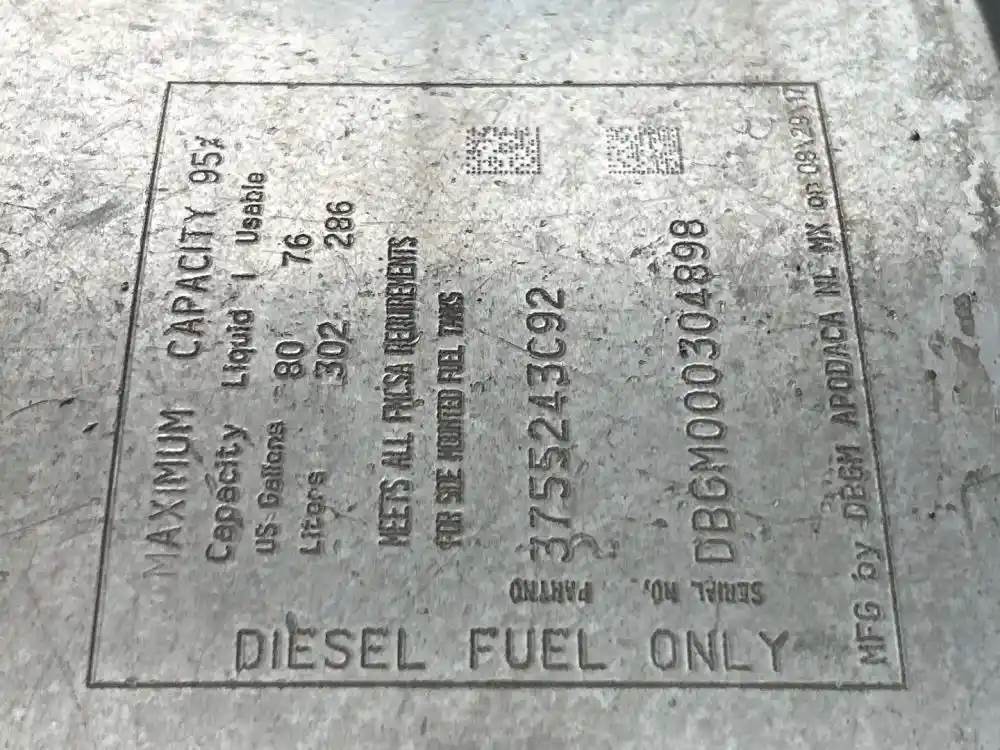 MAXIMUM CAPACITY 95%
Capacity Liquid | Usable
US Gallons 80 76
Liters 302 286
MEETS ALL FMCSA REQUIREMENTS
FOR SIDE MOUNTED FUEL TANKS
PARTNO 3755243C92
SERIAL NO. DBGM000304898
MFG by DBGM APODACA NL MX on 08\29\17
DIESEL FUEL ONLY